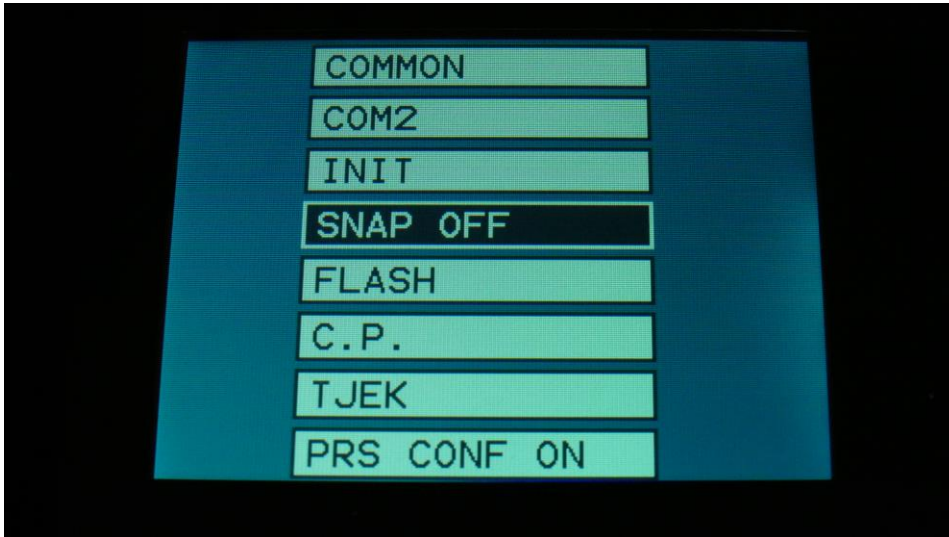 COMMON
COM2
INIT
SNAP OFF
FLASH
C.P.
TJEK
PRS CONF ON